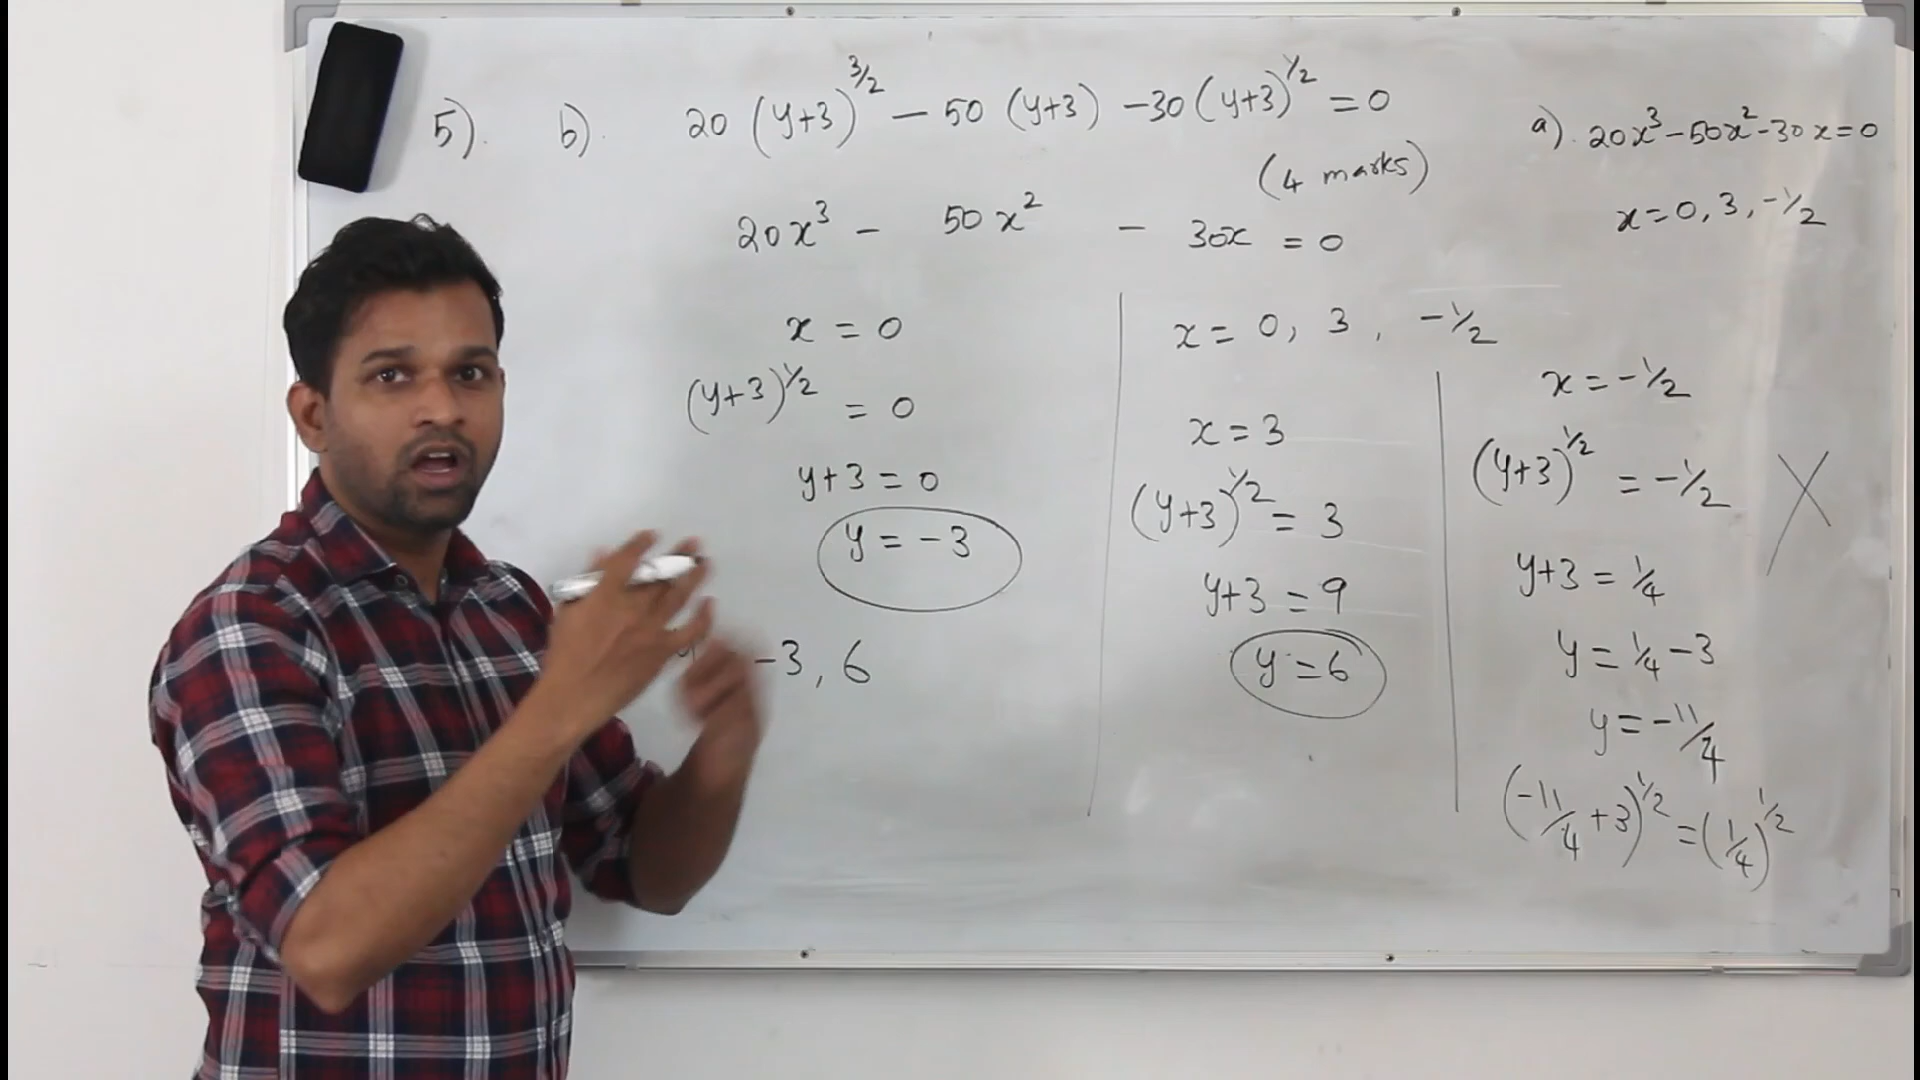 5). b). 20 (y+3)^{3/2} − 50 (y+3) − 30 (y+3)^{1/2} = 0
(4 marks)
20x³ − 50x² − 30x = 0
a). 20x³ − 50x² − 30x = 0
x = 0, 3, −1/2
x = 0
(y+3)^{1/2} = 0
y+3 = 0
y = −3
−3, 6
x = 0, 3, −1/2
x = 3
(y+3)^{1/2} = 3
y+3 = 9
y = 6
x = −1/2
(y+3)^{1/2} = −1/2
y+3 = 1/4
y = 1/4 − 3
y = −11/4
(−11/4 + 3)^{1/2} = (1/4)^{1/2}